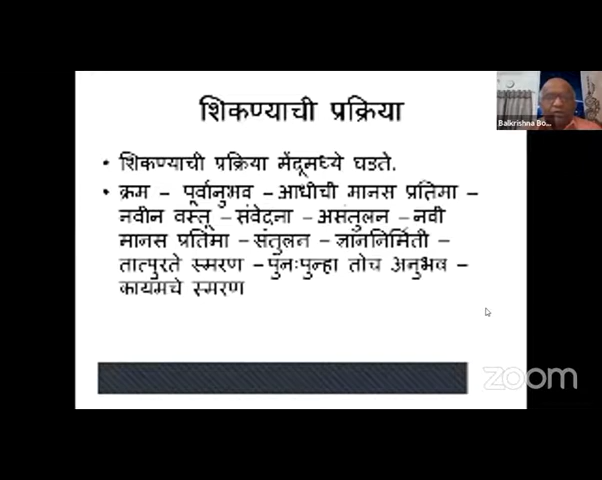 शिकण्याची प्रक्रिया
Balkrishna Bo...
• शिकण्याची प्रक्रिया मेंदूमध्ये घडते.
• क्रम – पूर्वानुभव – आधीची मानस प्रतिमा –
नवीन वस्तू – संवेदना – असंतुलन – नवी
मानस प्रतिमा – संतुलन – ज्ञाननिर्मिती –
तात्पुरते स्मरण – पुनःपुन्हा तोच अनुभव –
कायमचे स्मरण
zoom